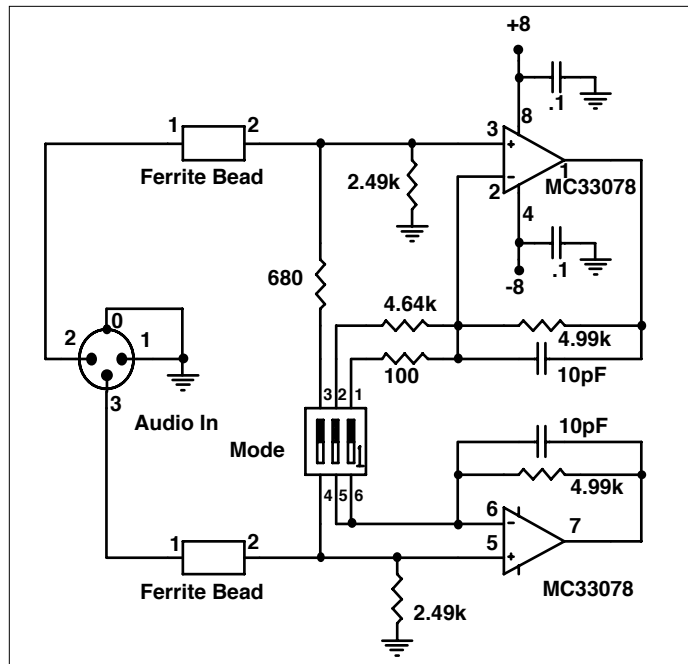 +8
.1
8
1 2
3
+
Ferrite Bead
2.49k
-
2
1
MC33078
4
.1
-8
680
4.64k
4.99k
0
2 1
100
10pF
3
3 2 1
Audio In
Mode
1
10pF
4 5 6
4.99k
6
-
7
5
+
1 2
Ferrite Bead
MC33078
2.49k